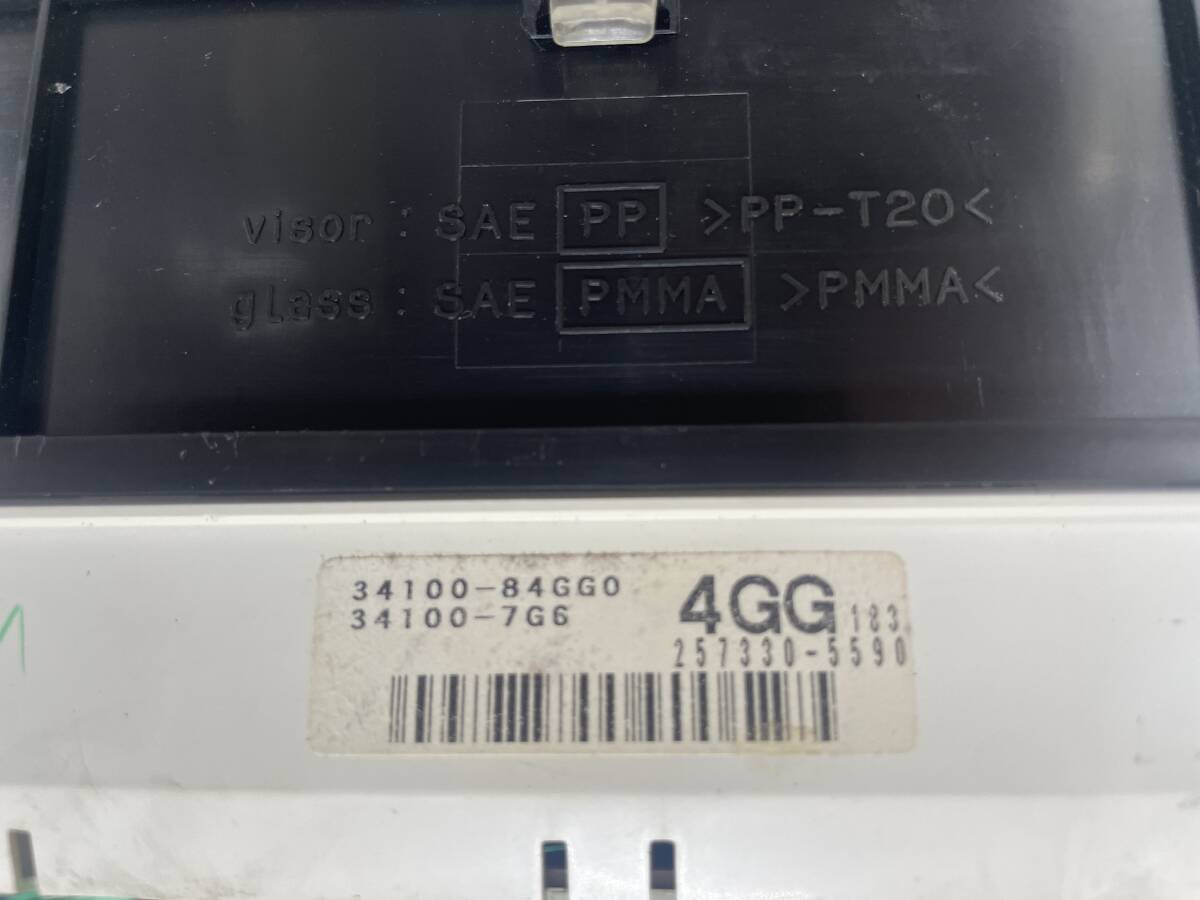 visor : SAE PP >PP-T20<
glass : SAE PMMA >PMMA<
34100-84GG0
34100-7G6
4GG 183
257330-5590